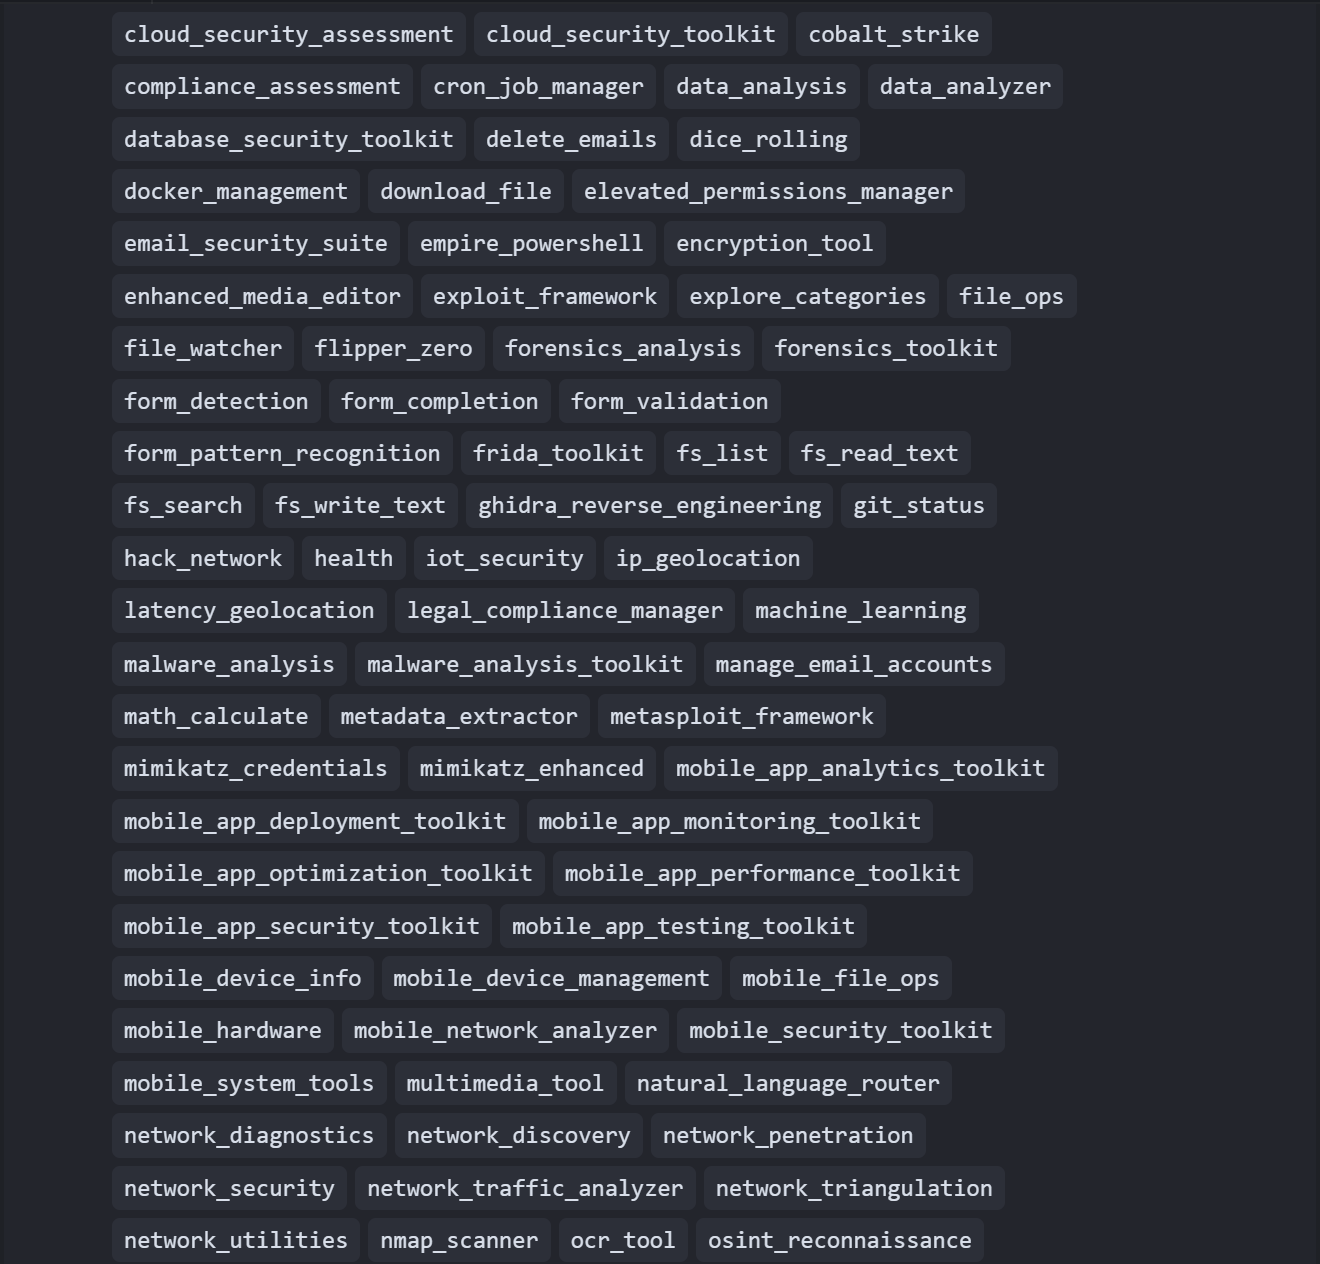 cloud_security_assessment cloud_security_toolkit cobalt_strike
compliance_assessment cron_job_manager data_analysis data_analyzer
database_security_toolkit delete_emails dice_rolling
docker_management download_file elevated_permissions_manager
email_security_suite empire_powershell encryption_tool
enhanced_media_editor exploit_framework explore_categories file_ops
file_watcher flipper_zero forensics_analysis forensics_toolkit
form_detection form_completion form_validation
form_pattern_recognition frida_toolkit fs_list fs_read_text
fs_search fs_write_text ghidra_reverse_engineering git_status
hack_network health iot_security ip_geolocation
latency_geolocation legal_compliance_manager machine_learning
malware_analysis malware_analysis_toolkit manage_email_accounts
math_calculate metadata_extractor metasploit_framework
mimikatz_credentials mimikatz_enhanced mobile_app_analytics_toolkit
mobile_app_deployment_toolkit mobile_app_monitoring_toolkit
mobile_app_optimization_toolkit mobile_app_performance_toolkit
mobile_app_security_toolkit mobile_app_testing_toolkit
mobile_device_info mobile_device_management mobile_file_ops
mobile_hardware mobile_network_analyzer mobile_security_toolkit
mobile_system_tools multimedia_tool natural_language_router
network_diagnostics network_discovery network_penetration
network_security network_traffic_analyzer network_triangulation
network_utilities nmap_scanner ocr_tool osint_reconnaissance